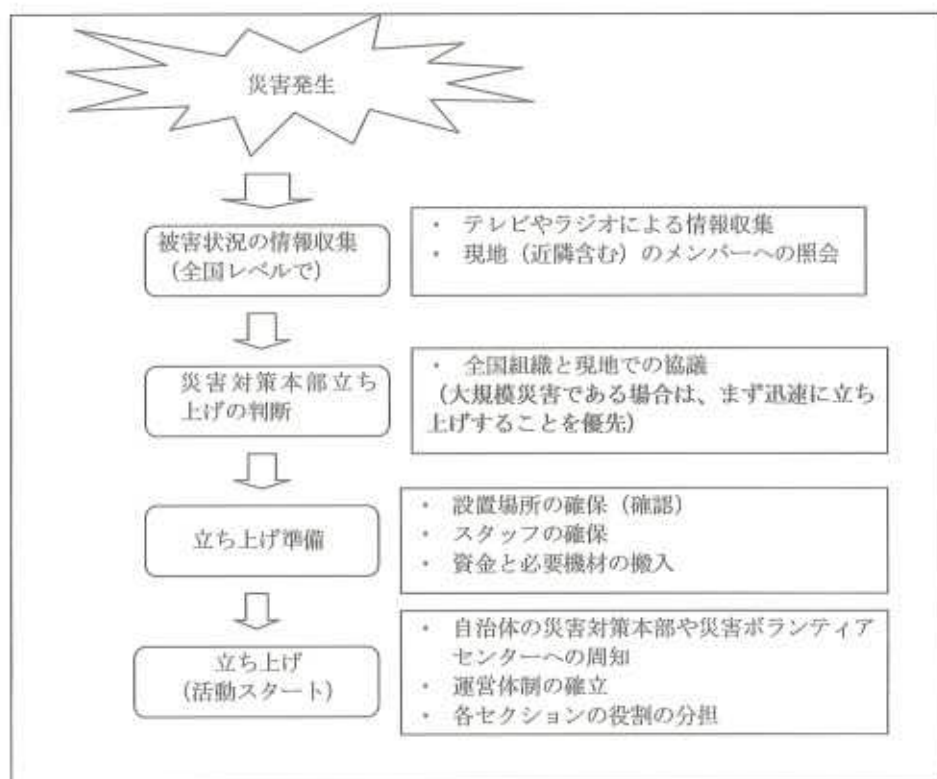 災害発生
被害状況の情報収集
(全国レベルで)
・ テレビやラジオによる情報収集
・ 現地（近隣含む）のメンバーへの照会
災害対策本部立ち
上げの判断
・ 全国組織と現地での協議
（大規模災害である場合は、まず迅速に立ち
上げすることを優先）
立ち上げ準備
・ 設置場所の確保（確認）
・ スタッフの確保
・ 資金と必要機材の搬入
立ち上げ
(活動スタート)
・ 自治体の災害対策本部や災害ボランティア
センターへの周知
・ 運営体制の確立
・ 各セクションの役割の分担